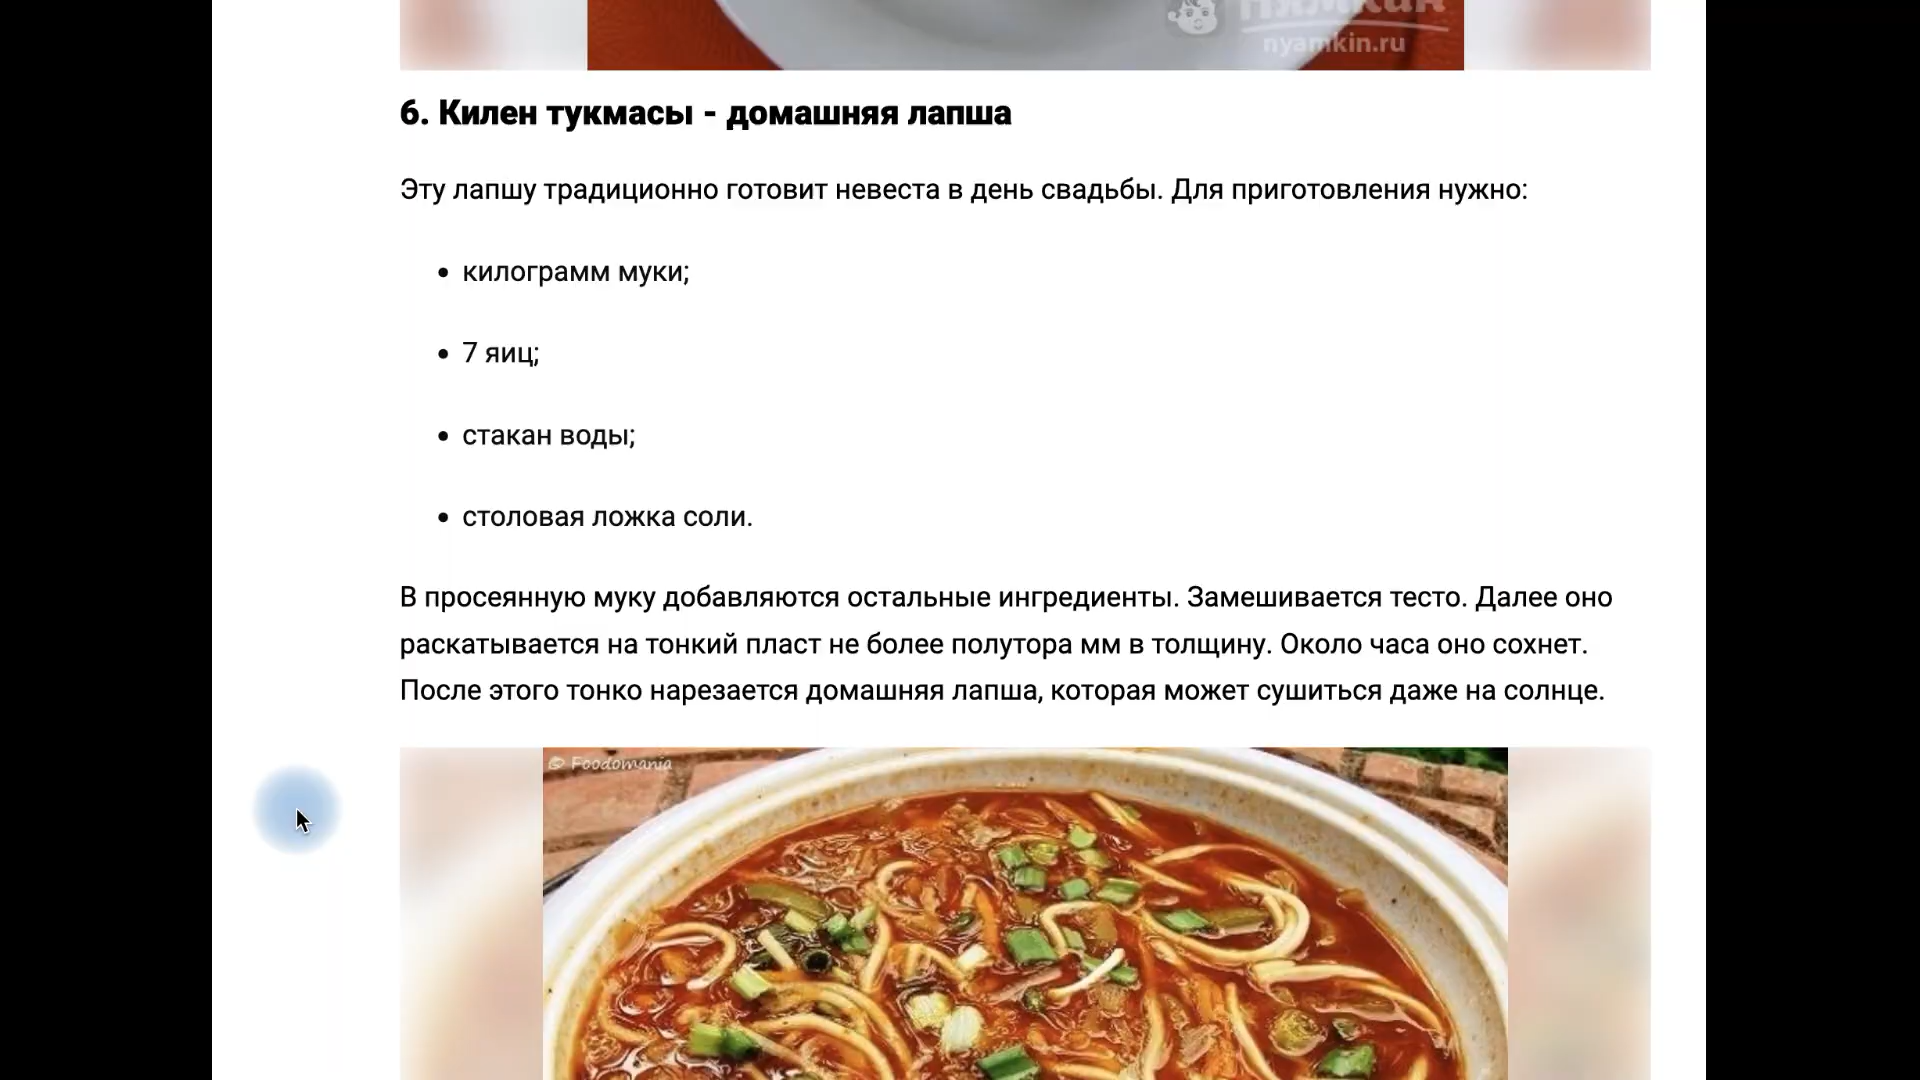 нямкин
nyamkin.ru
6. Килен тукмасы - домашняя лапша
Эту лапшу традиционно готовит невеста в день свадьбы. Для приготовления нужно:
• килограмм муки;
• 7 яиц;
• стакан воды;
• столовая ложка соли.
В просеянную муку добавляются остальные ингредиенты. Замешивается тесто. Далее оно
раскатывается на тонкий пласт не более полутора мм в толщину. Около часа оно сохнет.
После этого тонко нарезается домашняя лапша, которая может сушиться даже на солнце.
© Foodomania